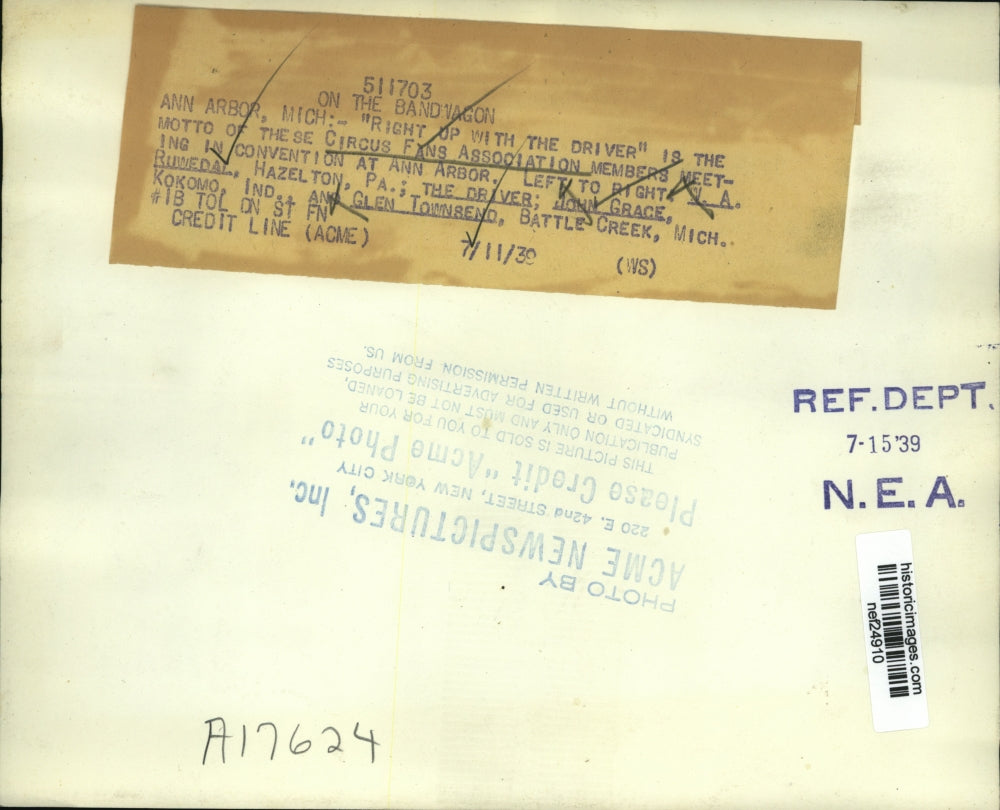 511703
ON THE BANDWAGON
ANN ARBOR, MICH:- "RIGHT UP WITH THE DRIVER" IS THE
MOTTO OF THESE CIRCUS FANS ASSOCIATION MEMBERS MEET-
ING IN CONVENTION AT ANN ARBOR. LEFT TO RIGHT, W. A.
RUWEDAL, HAZELTON, PA.; THE DRIVER; JOHN GRACE,
KOKOMO, IND., AND GLEN TOWNSEND, BATTLE CREEK, MICH.
#1B TOL DN ST FN
CREDIT LINE (ACME) 7/11/39 (WS)
PHOTO BY
ACME NEWSPICTURES, Inc.
220 E. 42nd STREET, NEW YORK CITY
Please Credit "Acme Photo"
THIS PICTURE IS SOLD TO YOU FOR YOUR
PUBLICATION ONLY AND MUST NOT BE LOANED,
SYNDICATED OR USED FOR ADVERTISING PURPOSES
WITHOUT WRITTEN PERMISSION FROM US.
REF. DEPT.
7-15'39
N. E. A.
historicimages.com
nef24910
A17624